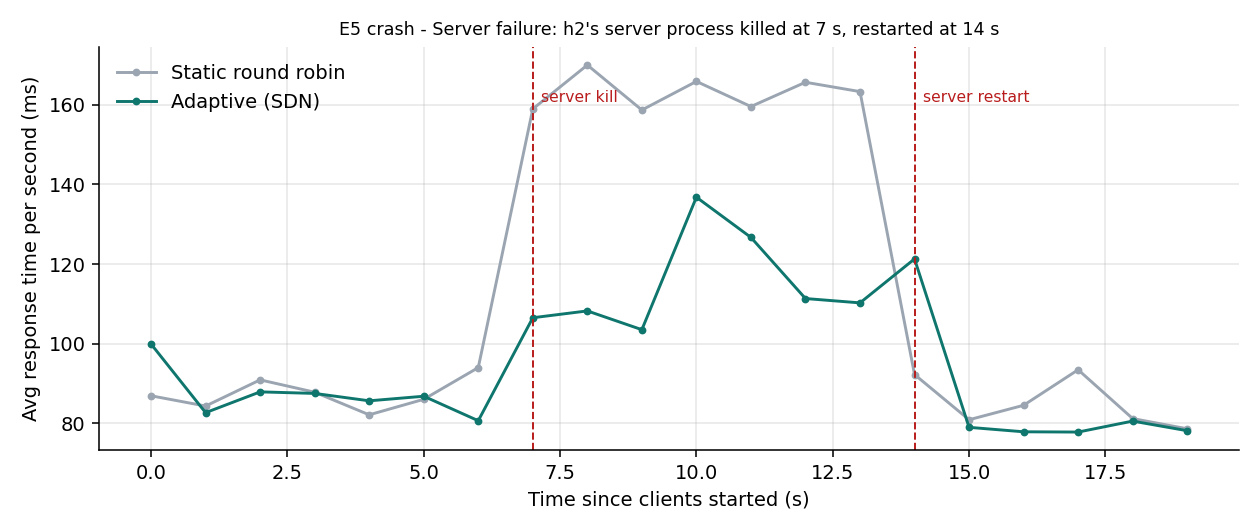 E5 crash - Server failure: h2's server process killed at 7 s, restarted at 14 s
Static round robin
Adaptive (SDN)
server kill
server restart
Avg response time per second (ms)
160
140
120
100
80
0.0 2.5 5.0 7.5 10.0 12.5 15.0 17.5
Time since clients started (s)